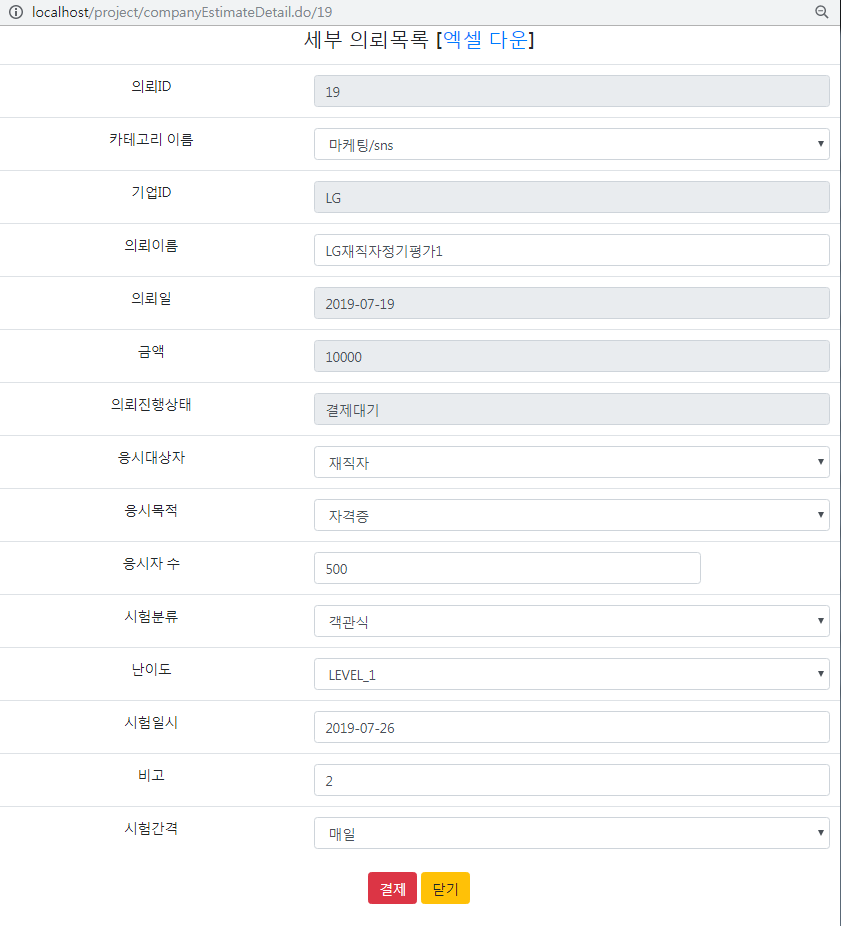 localhost/project/companyEstimateDetail.do/19
세부 의뢰목록 [엑셀 다운]
의뢰ID 19
카테고리 이름 마케팅/sns
기업ID LG
의뢰이름 LG재직자정기평가1
의뢰일 2019-07-19
금액 10000
의뢰진행상태 결제대기
응시대상자 재직자
응시목적 자격증
응시자 수 500
시험분류 객관식
난이도 LEVEL_1
시험일시 2019-07-26
비고 2
시험간격 매일
결제 닫기